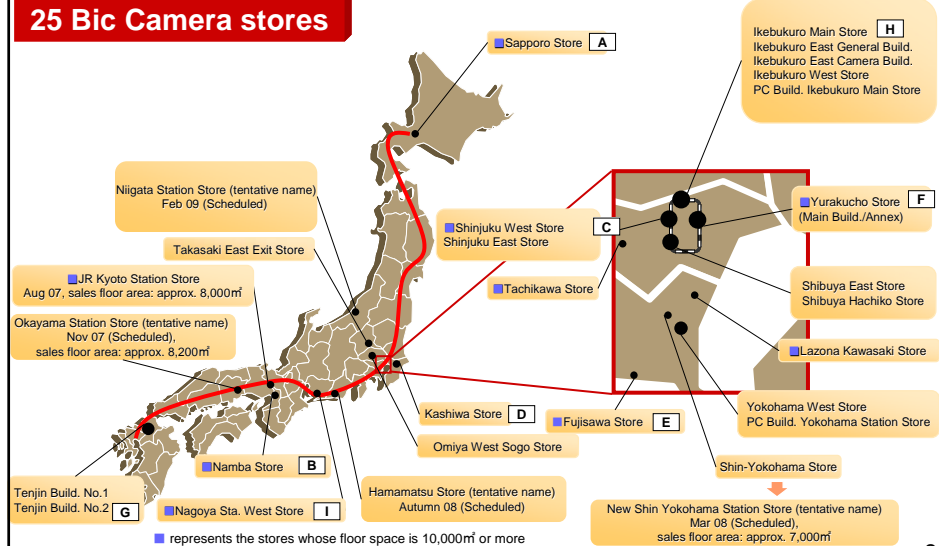 25 Bic Camera stores
■Sapporo Store A
Ikebukuro Main Store H
Ikebukuro East General Build.
Ikebukuro East Camera Build.
Ikebukuro West Store
PC Build. Ikebukuro Main Store
Niigata Station Store (tentative name)
Feb 09 (Scheduled)
Takasaki East Exit Store
■JR Kyoto Station Store
Aug 07, sales floor area: approx. 8,000㎡
Okayama Station Store (tentative name)
Nov 07 (Scheduled),
sales floor area: approx. 8,200㎡
■Shinjuku West Store C
Shinjuku East Store
■Tachikawa Store
■Yurakucho Store F
(Main Build./Annex)
Shibuya East Store
Shibuya Hachiko Store
■Lazona Kawasaki Store
Kashiwa Store D
■Fujisawa Store E
Yokohama West Store
PC Build. Yokohama Station Store
Omiya West Sogo Store
■Namba Store B
Shin-Yokohama Store
Tenjin Build. No.1
Tenjin Build. No.2 G
■Nagoya Sta. West Store I
Hamamatsu Store (tentative name)
Autumn 08 (Scheduled)
New Shin Yokohama Station Store (tentative name)
Mar 08 (Scheduled),
sales floor area: approx. 7,000㎡
■ represents the stores whose floor space is 10,000㎡ or more